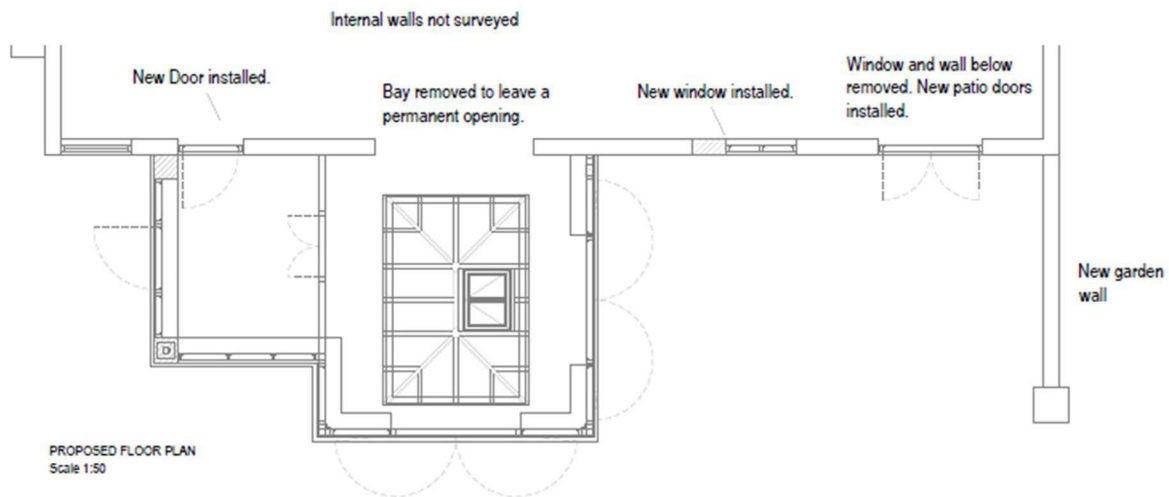 Internal walls not surveyed
New Door installed.
Bay removed to leave a
permanent opening.
New window installed.
Window and wall below
removed. New patio doors
installed.
New garden
wall
D
PROPOSED FLOOR PLAN
Scale 1:50